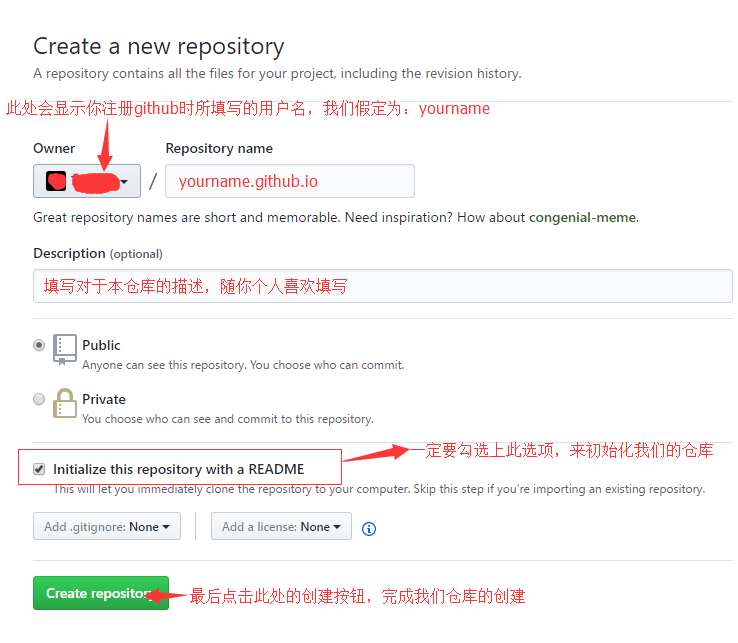 Create a new repository
A repository contains all the files for your project, including the revision history.
此处会显示你注册github时所填写的用户名，我们假定为：yourname
Owner
Repository name
/
yourname.github.io
Great repository names are short and memorable. Need inspiration? How about congenial-meme.
Description (optional)
填写对于本仓库的描述，随你个人喜欢填写
Public
Anyone can see this repository. You choose who can commit.
Private
You choose who can see and commit to this repository.
一定要勾选上此选项，来初始化我们的仓库
Initialize this repository with a README
This will let you immediately clone the repository to your computer. Skip this step if you’re importing an existing repository.
Add .gitignore: None
Add a license: None
Create repository
最后点击此处的创建按钮，完成我们仓库的创建